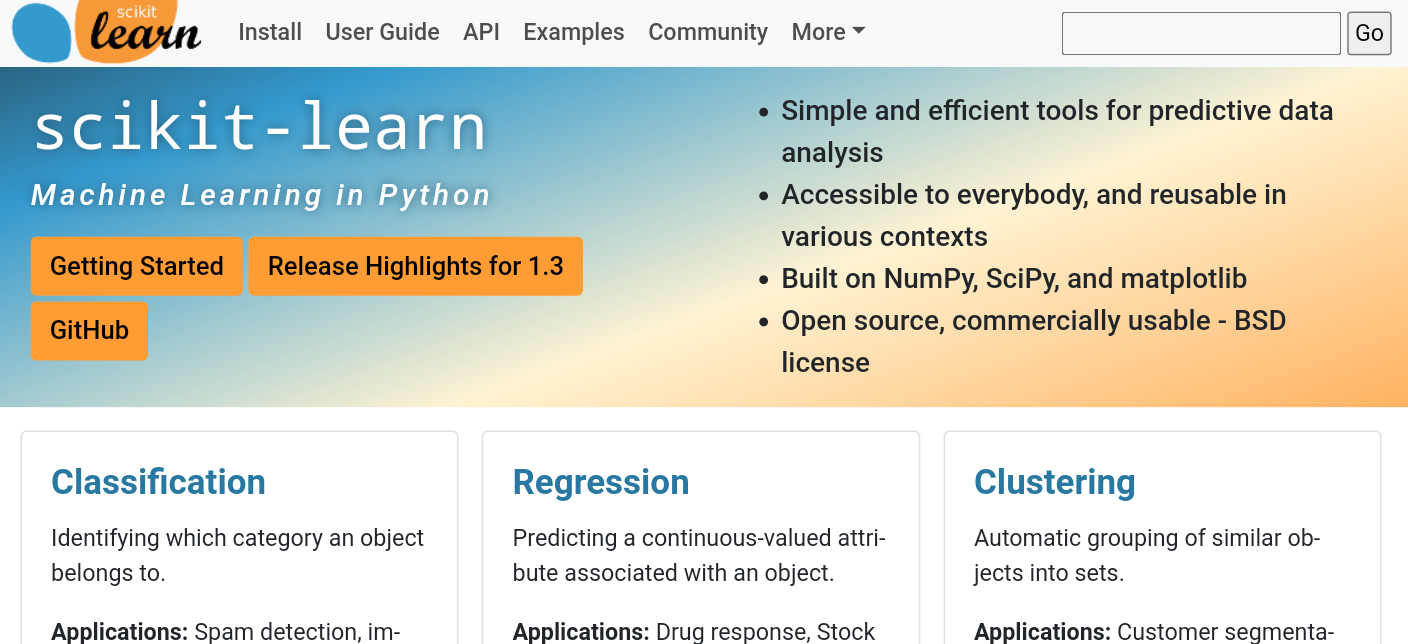 scikit
learn
Install User Guide API Examples Community More
Go
scikit-learn
Machine Learning in Python
Getting Started
Release Highlights for 1.3
GitHub
• Simple and efficient tools for predictive data
analysis
• Accessible to everybody, and reusable in
various contexts
• Built on NumPy, SciPy, and matplotlib
• Open source, commercially usable - BSD
license
Classification
Identifying which category an object
belongs to.
Applications: Spam detection, im-
Regression
Predicting a continuous-valued attri-
bute associated with an object.
Applications: Drug response, Stock
Clustering
Automatic grouping of similar ob-
jects into sets.
Applications: Customer segmenta-